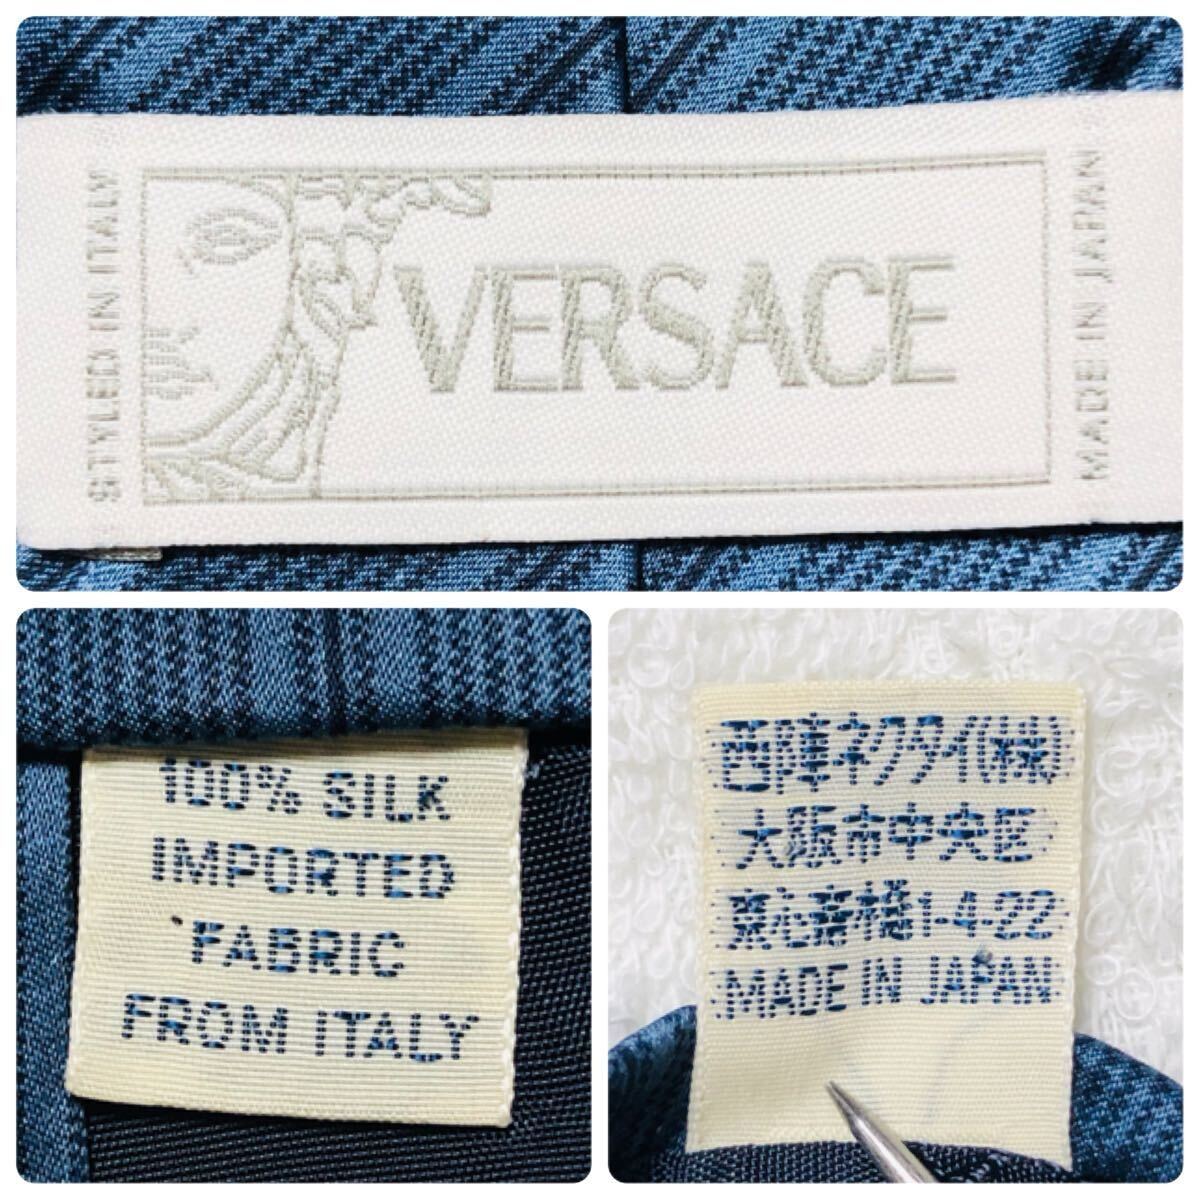 STYLED IN ITALY
VERSACE
MADE IN JAPAN
100% SILK
IMPORTED
FABRIC
FROM ITALY
西陣ネクタイ(株)
大阪市中央区
東心斎橋1-4-22
MADE IN JAPAN